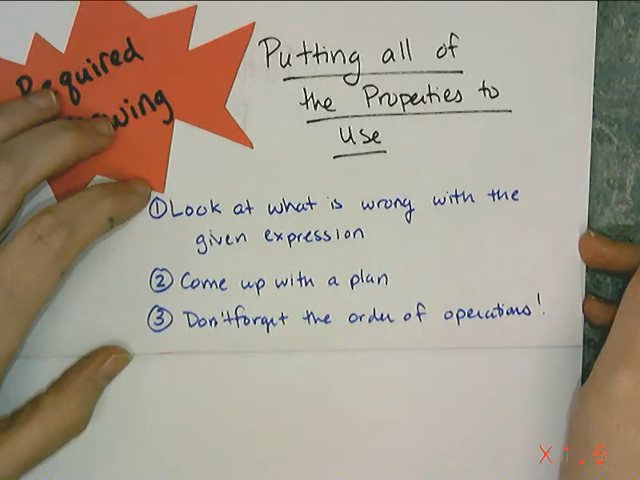 Required
Putting all of
the Properties to
Use
① Look at what is wrong with the
given expression
② Come up with a plan
③ Don't forget the order of operations!